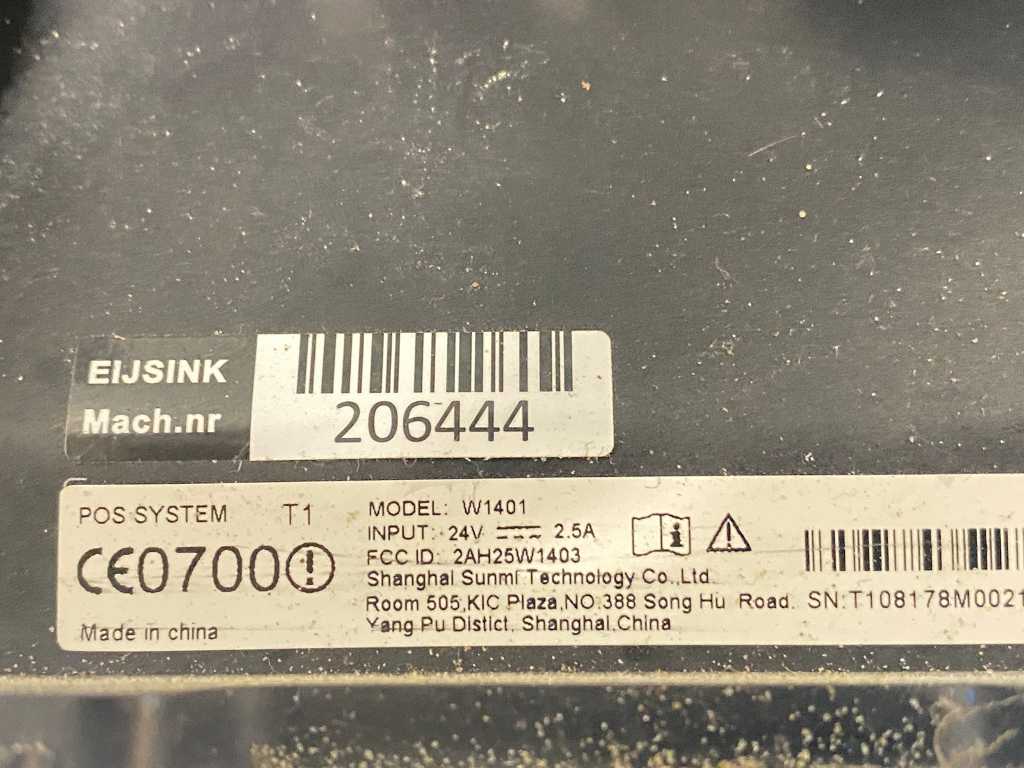 EIJSINK
Mach.nr
206444
POS SYSTEM T1
CE0700
Made in china
MODEL: W1401
INPUT: 24V 2.5A
FCC ID: 2AH25W1403
Shanghai Sunmi Technology Co.,Ltd.
Room 505,KIC Plaza,NO.388 Song Hu Road.
Yang Pu Distict, Shanghai,China
SN:T108178M0021